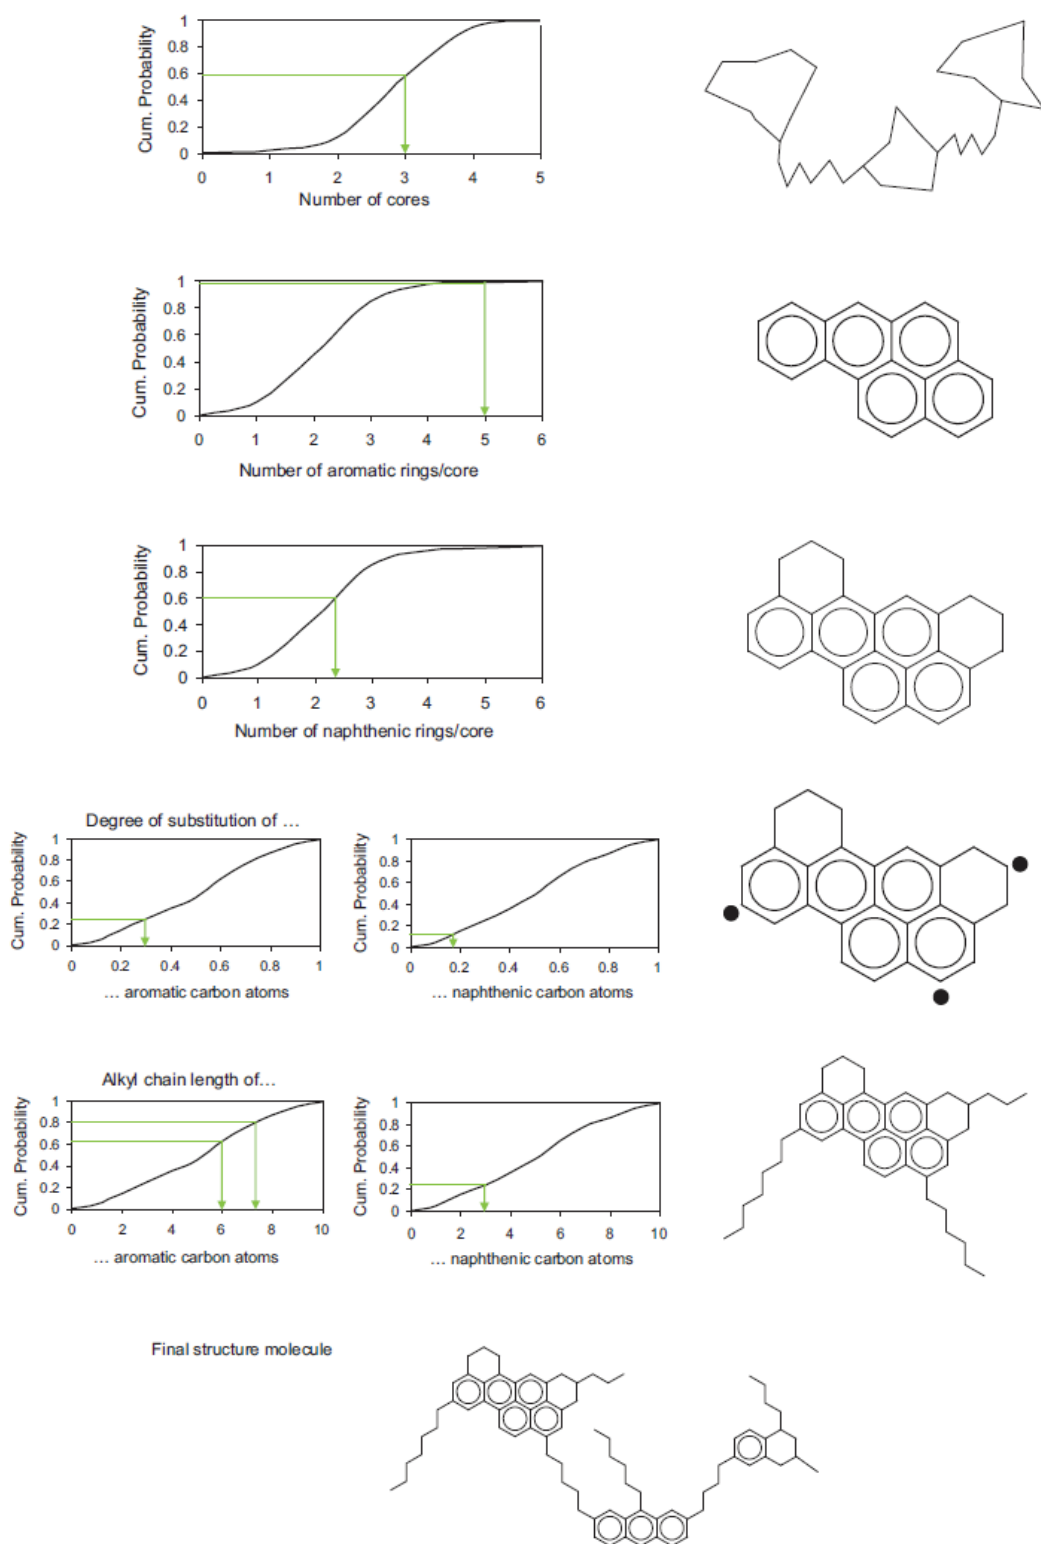 Cum. Probability
1
0.8
0.6
0.4
0.2
0
0 1 2 3 4 5
Number of cores
Cum. Probability
1
0.8
0.6
0.4
0.2
0
0 1 2 3 4 5 6
Number of aromatic rings/core
Cum. Probability
1
0.8
0.6
0.4
0.2
0
0 1 2 3 4 5 6
Number of naphthenic rings/core
Degree of substitution of ...
Cum. Probability
1
0.8
0.6
0.4
0.2
0
0 0.2 0.4 0.6 0.8 1
... aromatic carbon atoms
Cum. Probability
1
0.8
0.6
0.4
0.2
0
0 0.2 0.4 0.6 0.8 1
... naphthenic carbon atoms
Alkyl chain length of...
Cum. Probability
1
0.8
0.6
0.4
0.2
0
0 2 4 6 8 10
... aromatic carbon atoms
Cum. Probability
1
0.8
0.6
0.4
0.2
0
0 2 4 6 8 10
... naphthenic carbon atoms
Final structure molecule